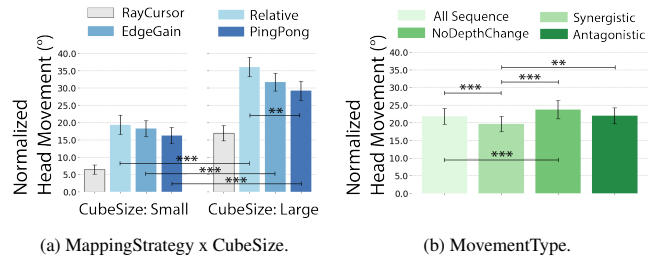 RayCursor
Relative
EdgeGain
PingPong
Normalized
Head Movement (°)
40.0
35.0
30.0
25.0
20.0
15.0
10.0
5.0
0.0
**
***
***
***
CubeSize: Small
CubeSize: Large
(a) MappingStrategy x CubeSize.
All Sequence
Synergistic
NoDepthChange
Antagonistic
Normalized
Head Movement (°)
40.0
35.0
30.0
25.0
20.0
15.0
10.0
5.0
0.0
**
***
***
***
(b) MovementType.